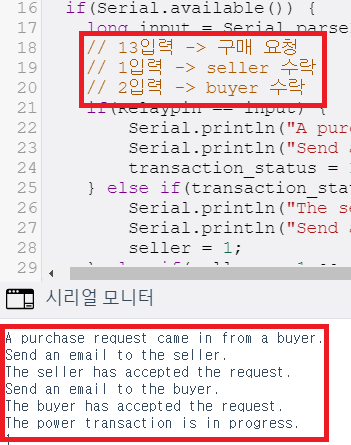 16 if(Serial.available()) {
17 long input = Serial.parse
18 // 13입력 -> 구매 요청
19 // 1입력 -> seller 수락
20 // 2입력 -> buyer 수락
21 if(Relaypin == input) {
22 Serial.println("A purc
23 Serial.println("Send a
24 transaction_status =
25 } else if(transaction_stat
26 Serial.println("The se
27 Serial.println("Send a
28 seller = 1;
29
시리얼 모니터
A purchase request came in from a buyer.
Send an email to the seller.
The seller has accepted the request.
Send an email to the buyer.
The buyer has accepted the request.
The power transaction is in progress.